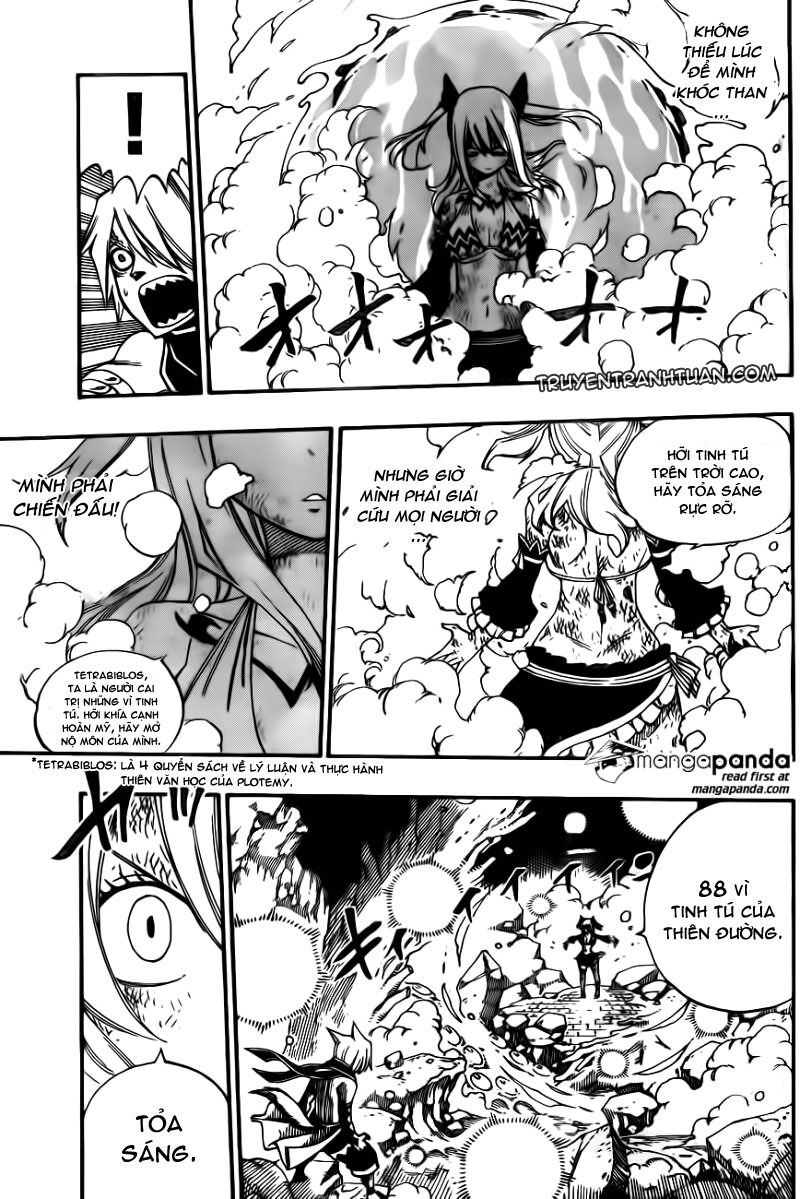 KHÔNG
THIẾU LÚC
ĐỂ MÌNH
KHÓC THAN
...
!
TRUYENTRANHTUAN.COM
HỠI TINH TÚ
TRÊN TRỜI CAO,
HÃY TỎA SÁNG
RỰC RỠ.
NHƯNG GIỜ
MÌNH PHẢI GIẢI
CỨU MỌI NGƯỜI
...
MÌNH PHẢI
CHIẾN ĐẤU!
TETRABIBLOS,
TA LÀ NGƯỜI CAI
TRỊ NHỮNG VÌ TINH
TÚ. HỠI KHÍA CẠNH
HOÀN MỸ, HÃY MỞ
NỘ MÔN CỦA MÌNH.
*TETRABIBLOS: LÀ 4 QUYỂN SÁCH VỀ LÝ LUẬN VÀ THỰC HÀNH
THIÊN VĂN HỌC CỦA PLOTEMY.
mangapanda
read first at
mangapanda.com
88 VÌ
TINH TÚ CỦA
THIÊN ĐƯỜNG.
TỎA
SÁNG.